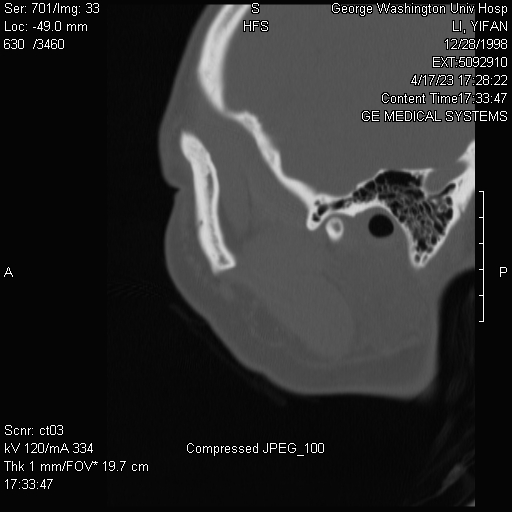 Ser: 701/Img: 33
Loc: -49.0 mm
630 /3460
S
HFS
George Washington Univ Hosp
LI, YIFAN
12/28/1998
EXT:5092910
4/17/23 17:28:22
Content Time17:33:47
GE MEDICAL SYSTEMS
A
P
Scnr: ct03
kV 120/mA 334
Thk 1 mm/FOV* 19.7 cm
17:33:47
Compressed JPEG_100